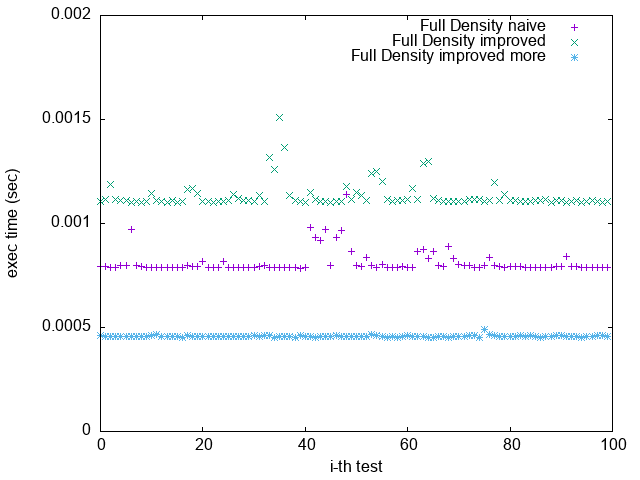 0.002
Full Density naive
Full Density improved
Full Density improved more
0.0015
0.001
exec time (sec)
0.0005
0
0 20 40 60 80 100
i-th test